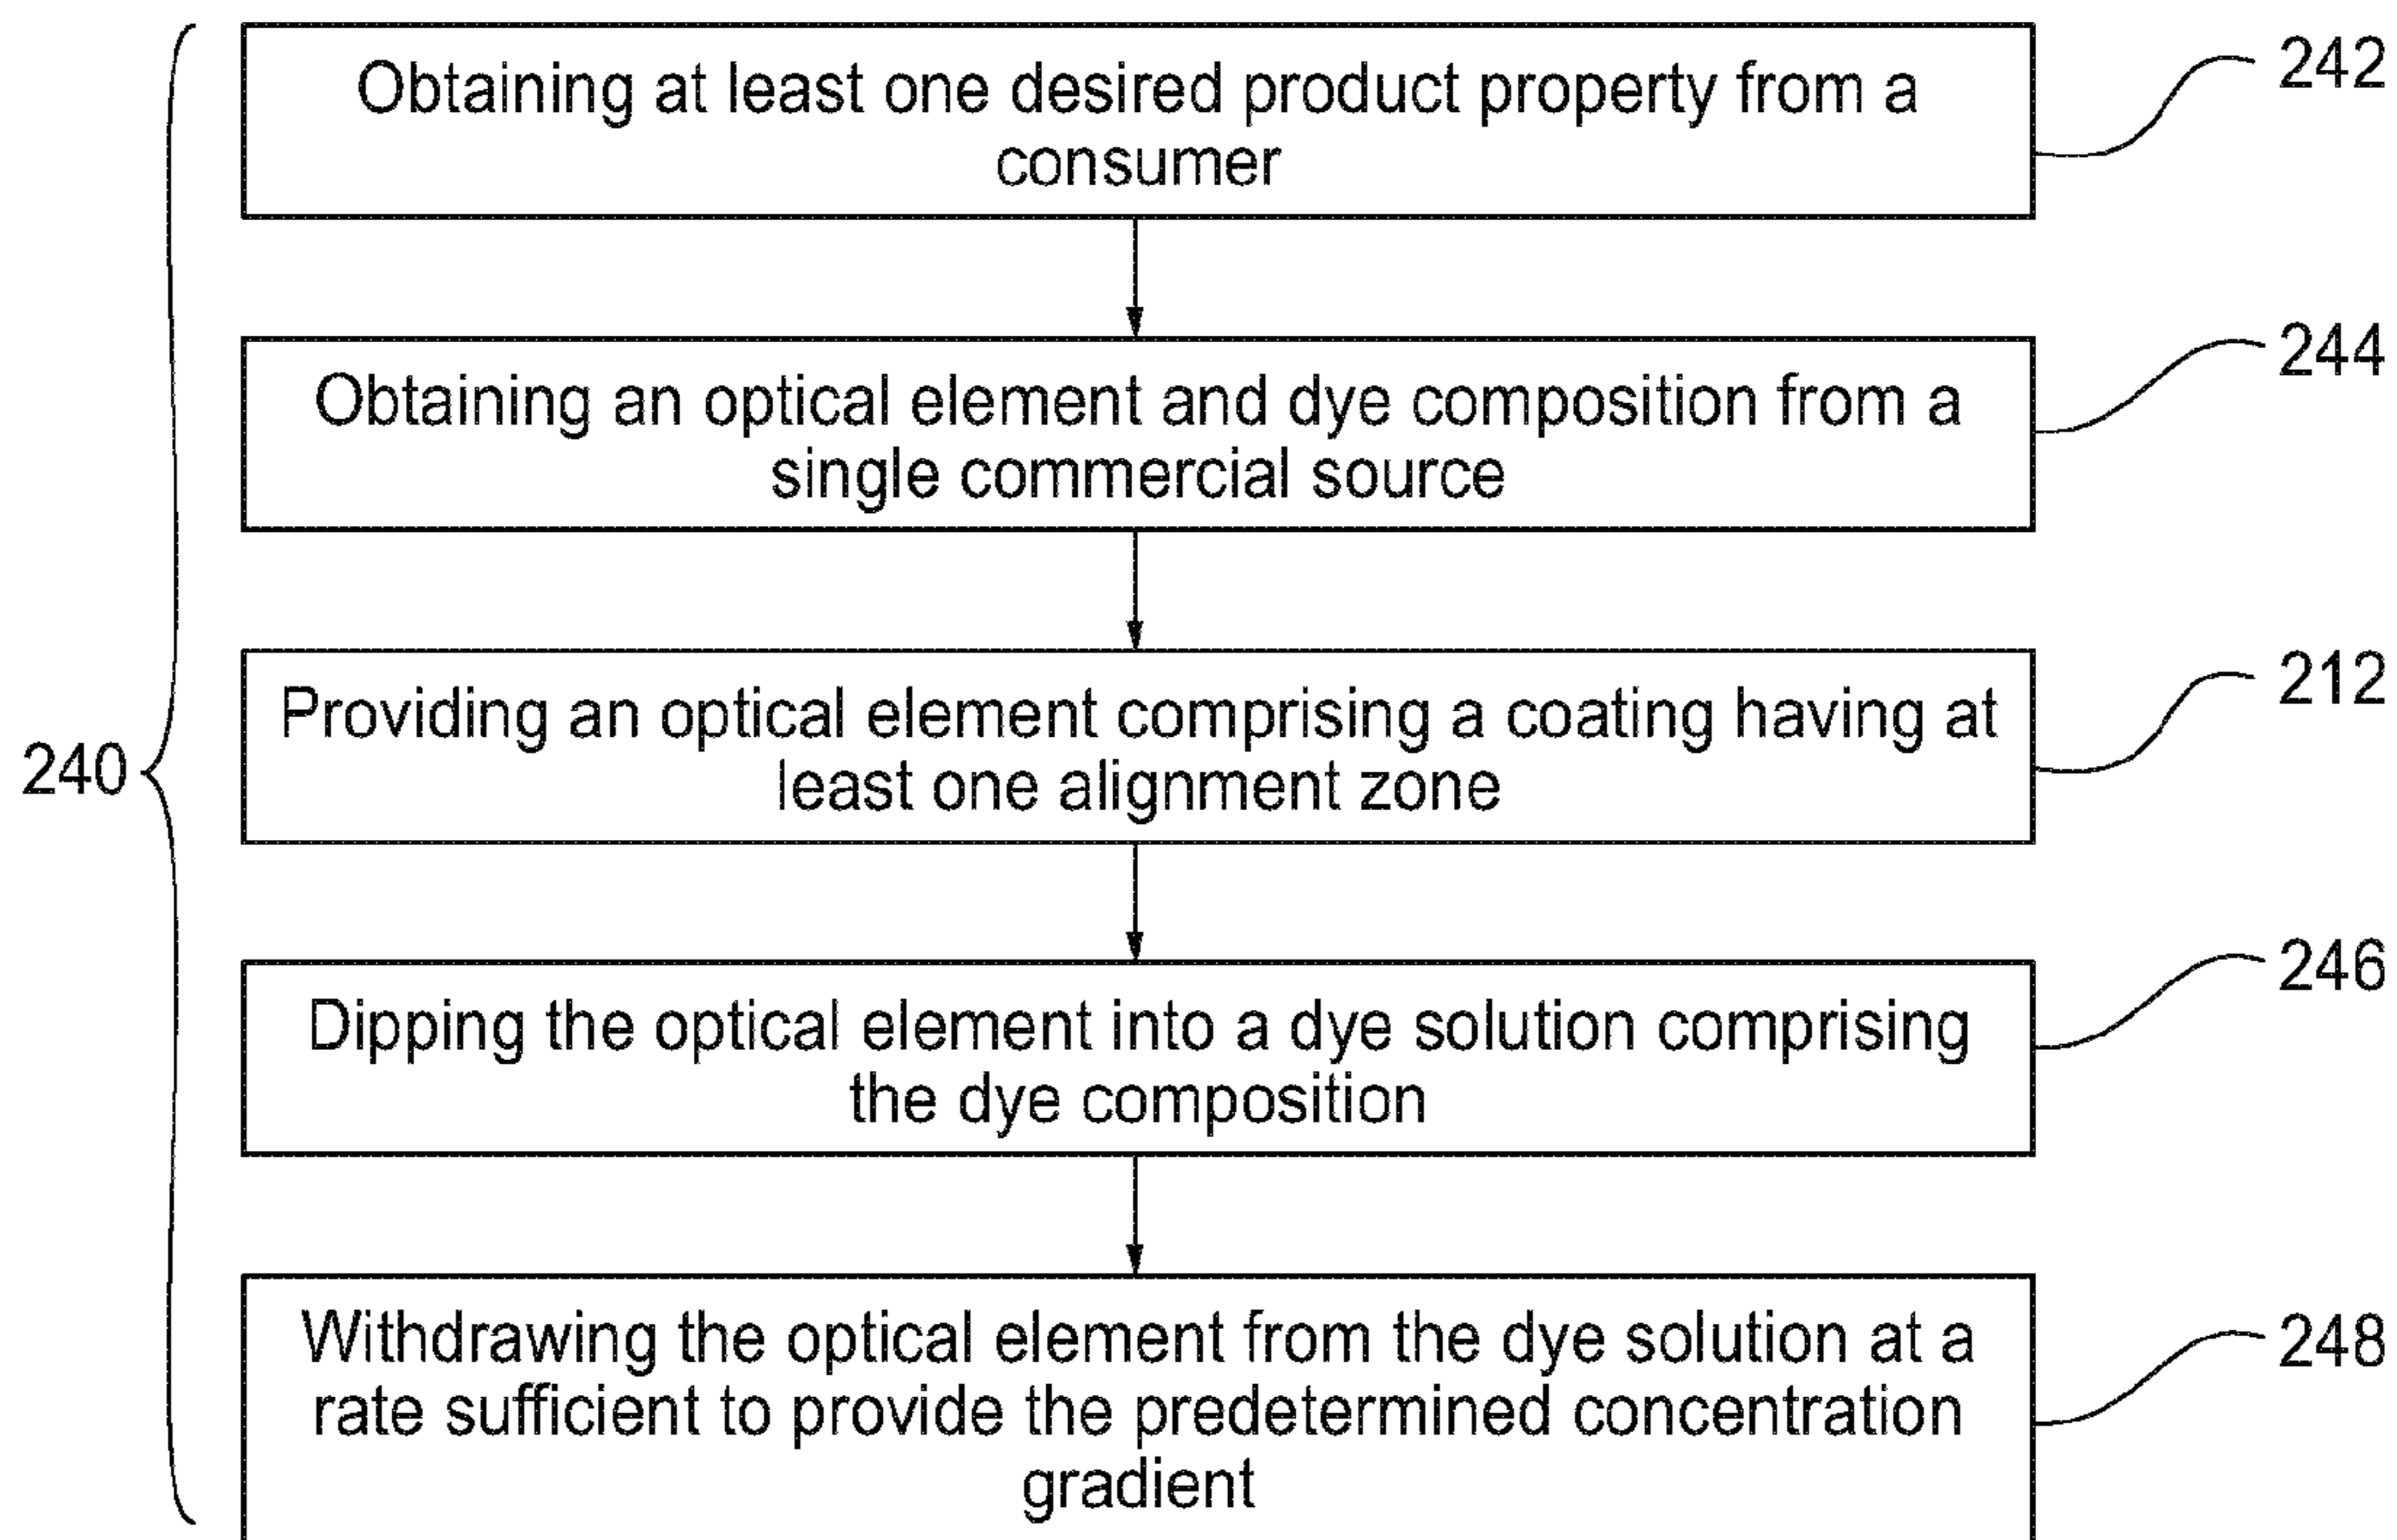 Obtaining at least one desired product property from a
consumer
242
Obtaining an optical element and dye composition from a
single commercial source
244
Providing an optical element comprising a coating having at
least one alignment zone
212
240
Dipping the optical element into a dye solution comprising
the dye composition
246
Withdrawing the optical element from the dye solution at a
rate sufficient to provide the predetermined concentration
gradient
248